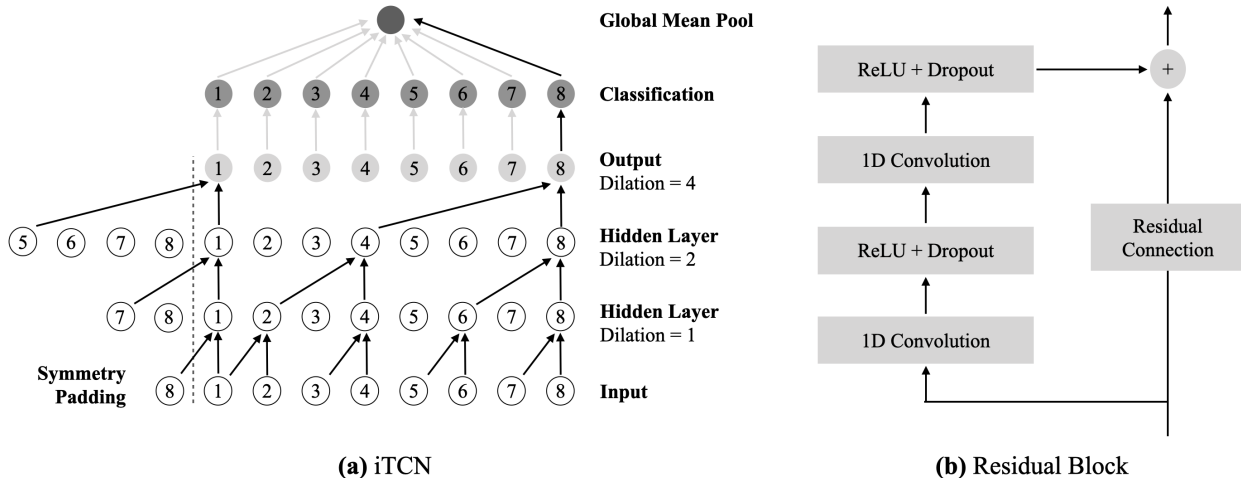 Global Mean Pool
1 2 3 4 5 6 7 8
Classification
1 2 3 4 5 6 7 8
Output
Dilation = 4
5 6 7 8 1 2 3 4 5 6 7 8
Hidden Layer
Dilation = 2
7 8 1 2 3 4 5 6 7 8
Hidden Layer
Dilation = 1
Symmetry
Padding
8 1 2 3 4 5 6 7 8
Input
(a) iTCN
ReLU + Dropout
+
1D Convolution
ReLU + Dropout
Residual
Connection
1D Convolution
(b) Residual Block